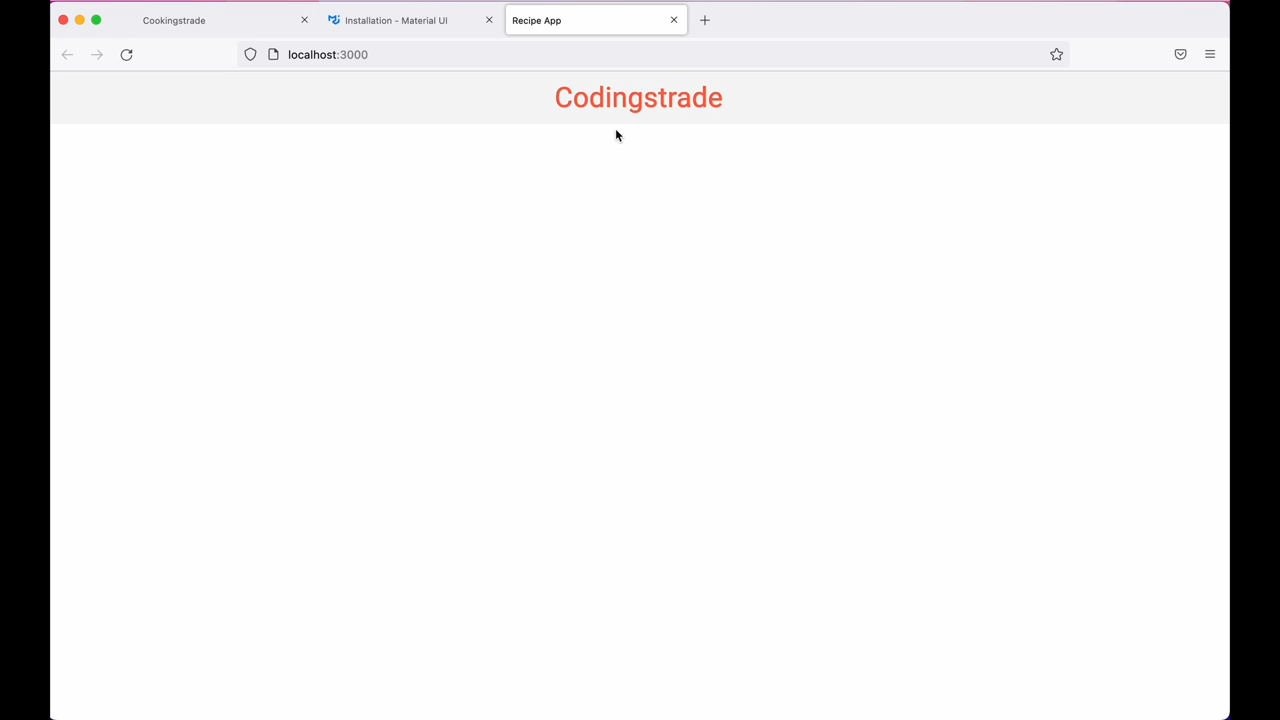 Cookingstrade
Installation - Material UI
Recipe App
localhost:3000
Codingstrade